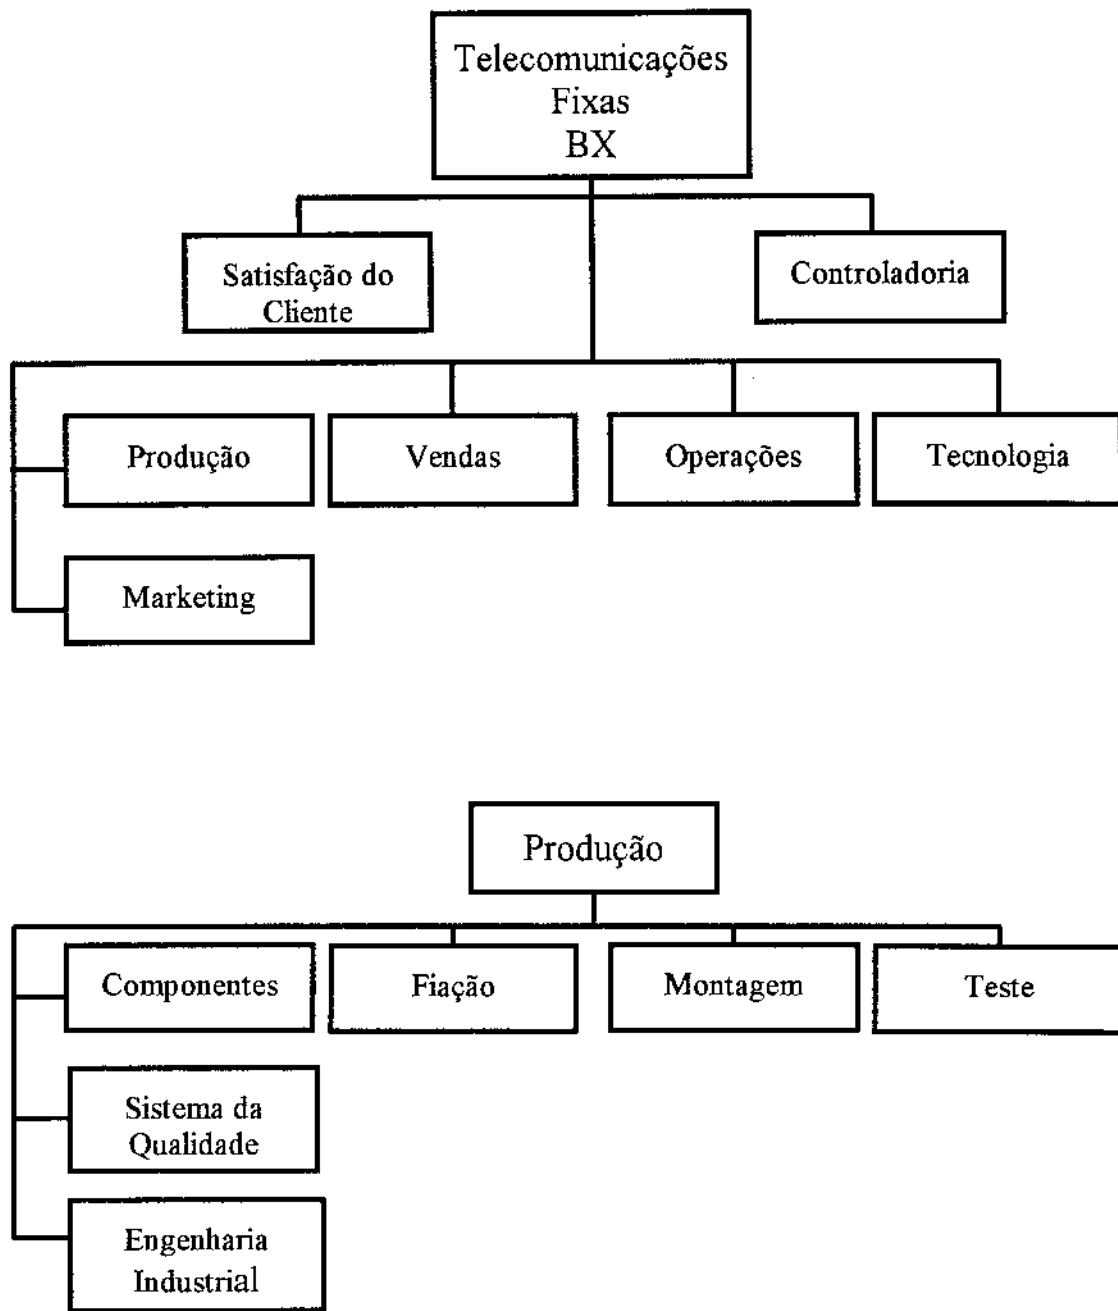 Telecomunicações
Fixas
BX
Satisfação do
Cliente
Controladoria
Produção
Vendas
Operações
Tecnologia
Marketing
Produção
Componentes
Fiação
Montagem
Teste
Sistema da
Qualidade
Engenharia
Industrial